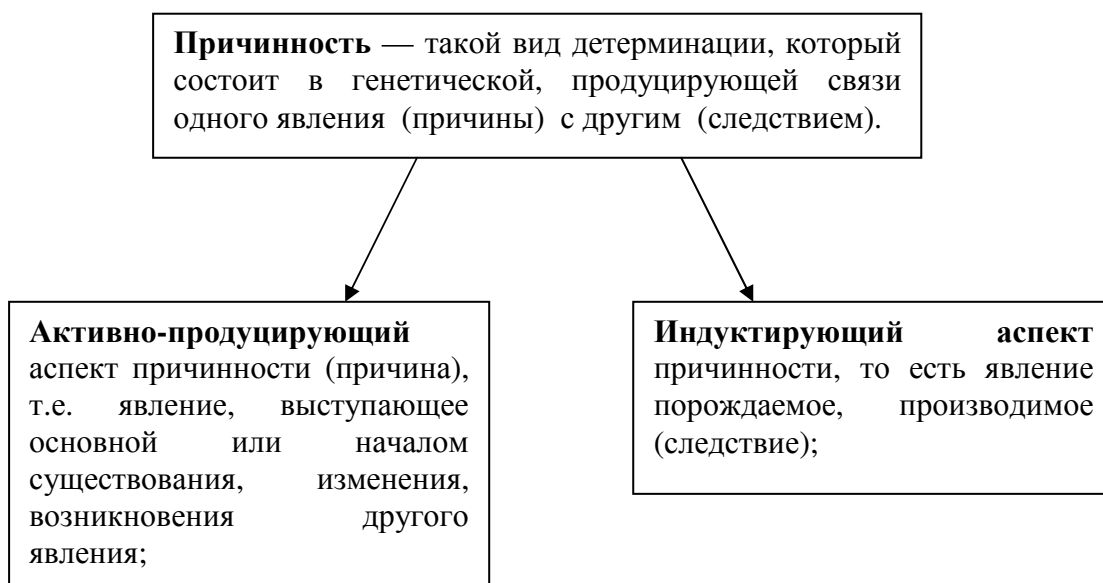 Причинность — такой вид детерминации, который
состоит в генетической, продуцирующей связи
одного явления (причины) с другим (следствием).
Активно-продуцирующий
аспект причинности (причина),
т.е. явление, выступающее
основной или началом
существования, изменения,
возникновения другого
явления;
Индуктирующий аспект
причинности, то есть явление
порождаемое, производимое
(следствие);